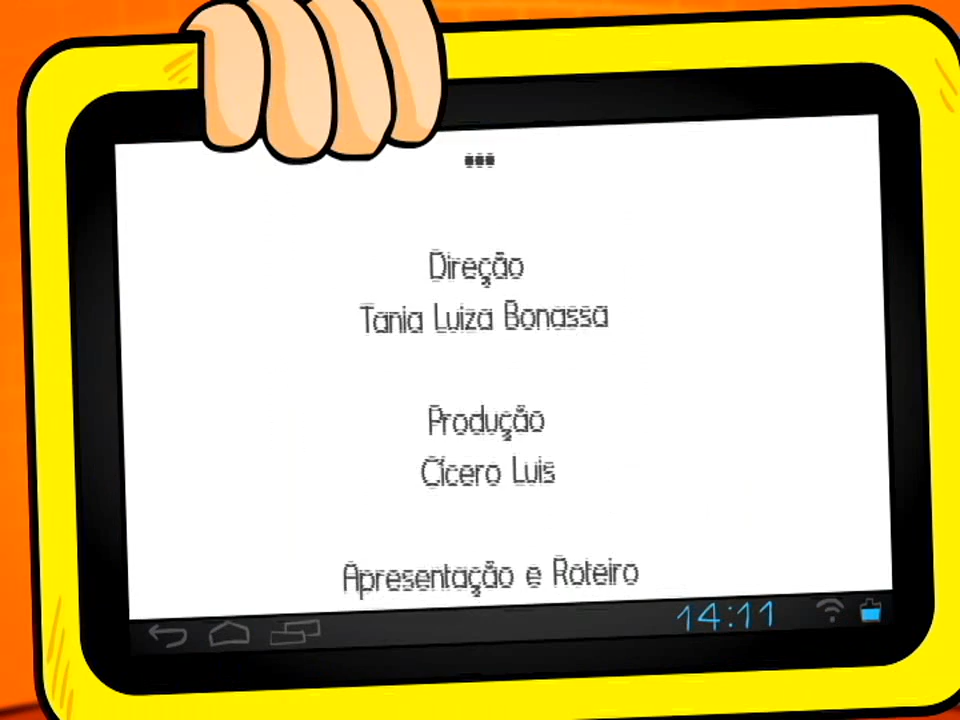 ...
Direção
Tania Luiza Bonassa
Produção
Cícero Luis
Apresentação e Roteiro
14:11